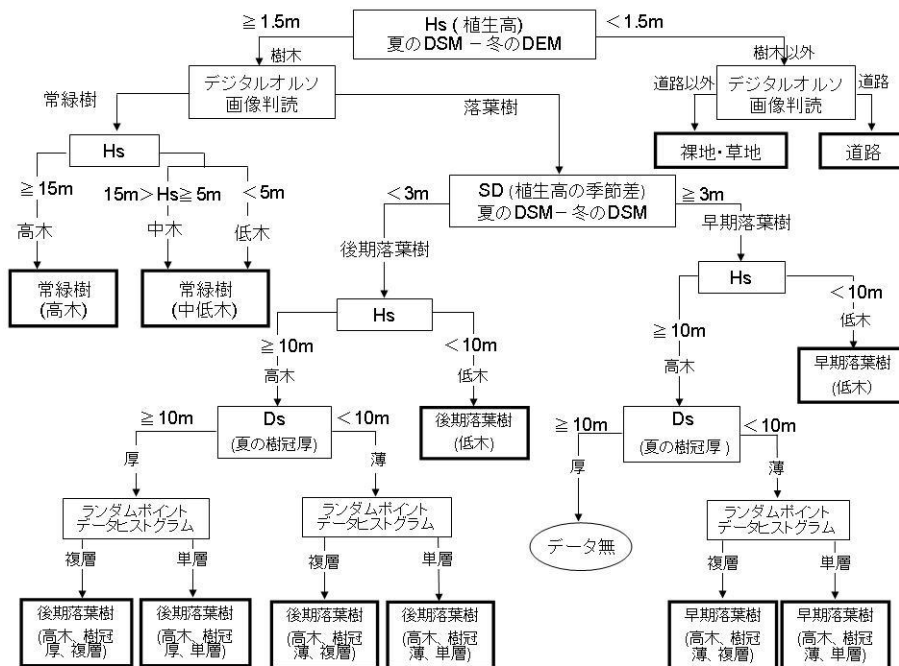 ≧1.5m
Hs (植生高)
夏のDSM－冬のDEM
＜1.5m
樹木
樹木以外
デジタルオルソ
画像判読
道路以外
デジタルオルソ
画像判読
道路
常緑樹
落葉樹
裸地・草地
道路
Hs
≧15m
15m>Hs≧5m
＜5m
高木
中木
低木
＜3m
SD (植生高の季節差)
夏のDSM－冬のDSM
≧3m
後期落葉樹
早期落葉樹
常緑樹
(高木)
常緑樹
(中低木)
Hs
Hs
＜10m
低木
≧10m
高木
＜10m
低木
≧10m
高木
早期落葉樹
(低木)
≧10m
Ds
(夏の樹冠厚)
＜10m
後期落葉樹
(低木)
≧10m
Ds
(夏の樹冠厚)
＜10m
厚
薄
厚
薄
ランダムポイント
データヒストグラム
ランダムポイント
データヒストグラム
ランダムポイント
データヒストグラム
データ無
複層
単層
複層
単層
複層
単層
後期落葉樹
(高木、樹冠
厚、複層)
後期落葉樹
(高木、樹冠
厚、単層)
後期落葉樹
(高木、樹冠
薄、複層)
後期落葉樹
(高木、樹冠
薄、単層)
早期落葉樹
(高木、樹冠
薄、複層)
早期落葉樹
(高木、樹冠
薄、単層)